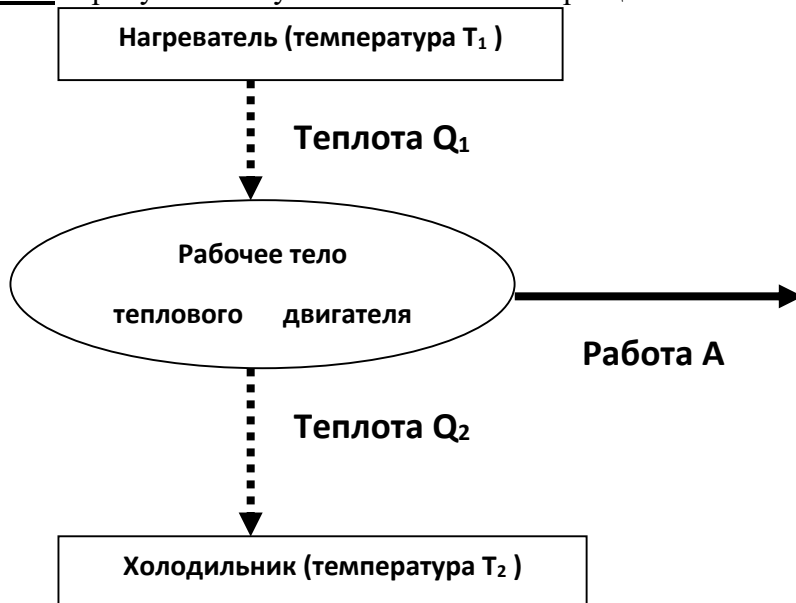 Нагреватель (температура T₁ )
Теплота Q₁
Рабочее тело
теплового двигателя
Работа А
Теплота Q₂
Холодильник (температура T₂ )